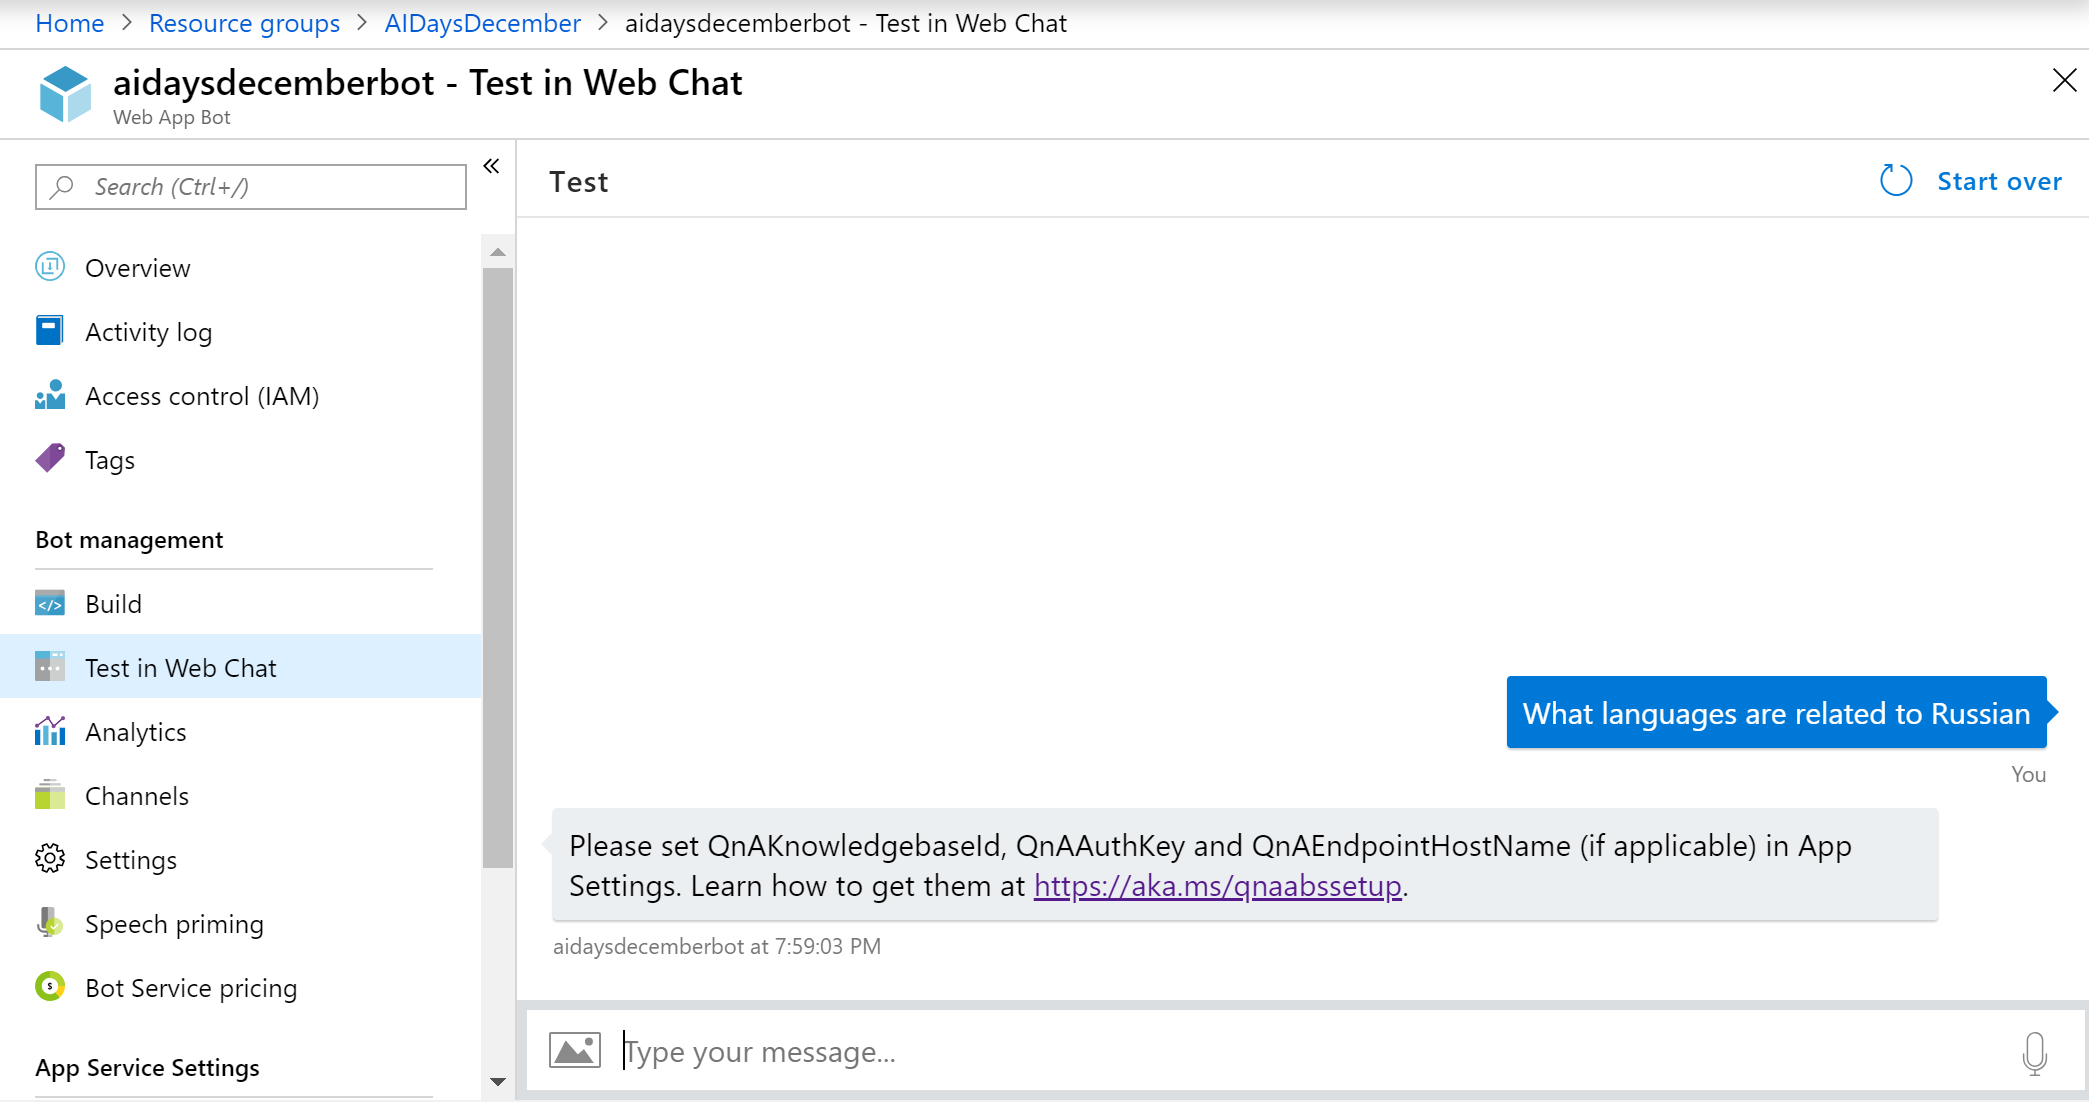 Home > Resource groups > AIDaysDecember > aidaysdecemberbot - Test in Web Chat
aidaysdecemberbot - Test in Web Chat
Web App Bot
Search (Ctrl+/)
Overview
Activity log
Access control (IAM)
Tags
Bot management
Build
Test in Web Chat
Analytics
Channels
Settings
Speech priming
Bot Service pricing
App Service Settings
Test
Start over
What languages are related to Russian
You
Please set QnAKnowledgebaseId, QnAAuthKey and QnAEndpointHostName (if applicable) in App
Settings. Learn how to get them at https://aka.ms/qnaabssetup.
aidaysdecemberbot at 7:59:03 PM
Type your message...